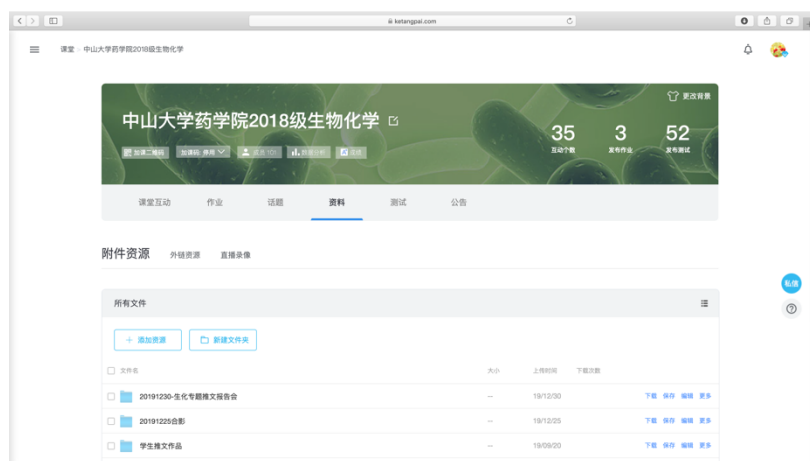 ketangpai.com
课堂 > 中山大学药学院2018级生物化学
更改背景
中山大学药学院2018级生物化学
35 3 52
互动个数 发布作业 发布测试
加课二维码 加课码: 停用 成员 数据分析
课堂互动 作业 话题 资料 测试 公告
附件资源 外链资源 直播录像
私信
所有文件
+ 添加资源 新建文件夹
文件名 大小 上传时间 下载次数
20191230-生化专题推文报告会 -- 19/12/30 下载 保存 编辑 更多
20191225合影 -- 19/12/25 下载 保存 编辑 更多
学生推文作品 -- 19/09/20 下载 保存 编辑 更多